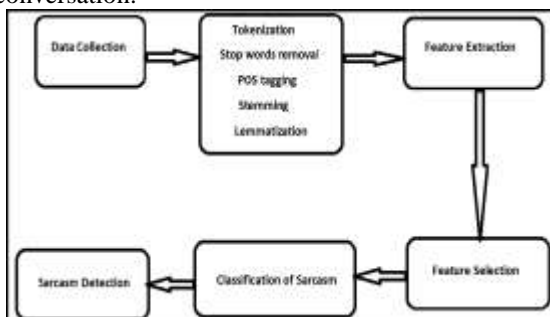 conversation.
Data Collection
Tokenization
Stop words removal
POS tagging
Stemming
Lemmatization
Feature Extraction
Feature Selection
Classification of Sarcasm
Sarcasm Detection